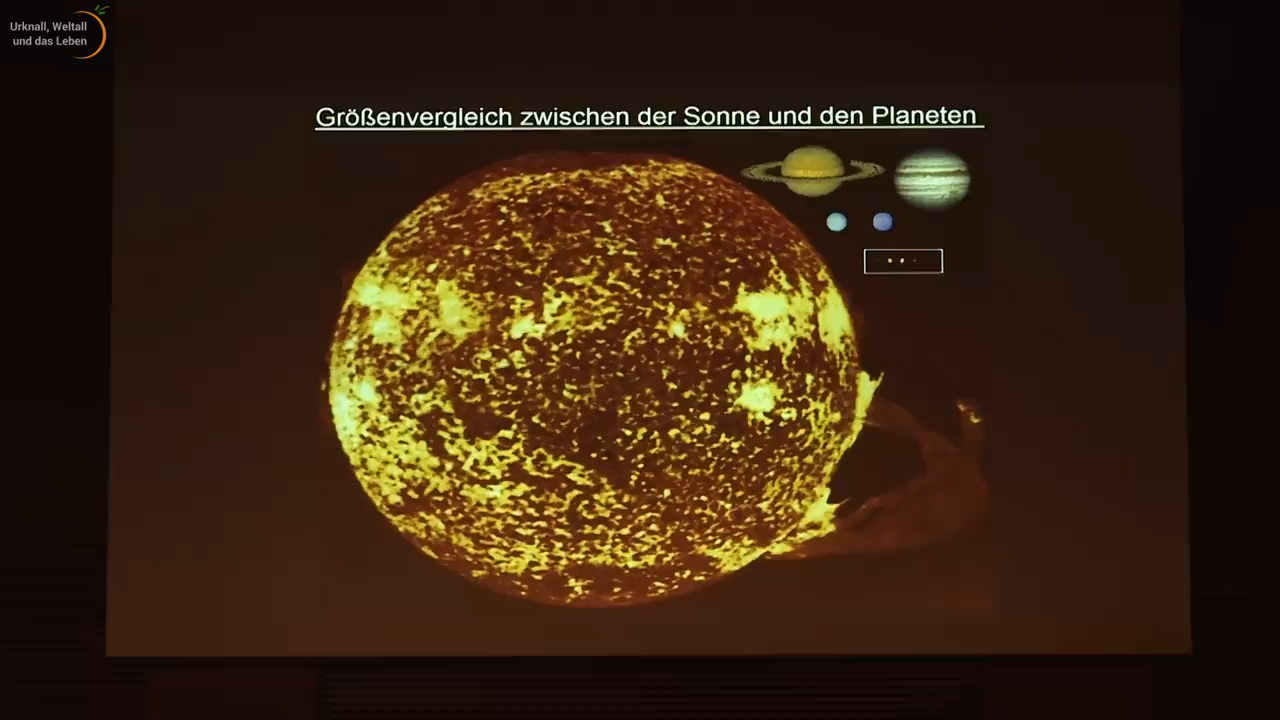 Urknall, Weltall
und das Leben
Größenvergleich zwischen der Sonne und den Planeten